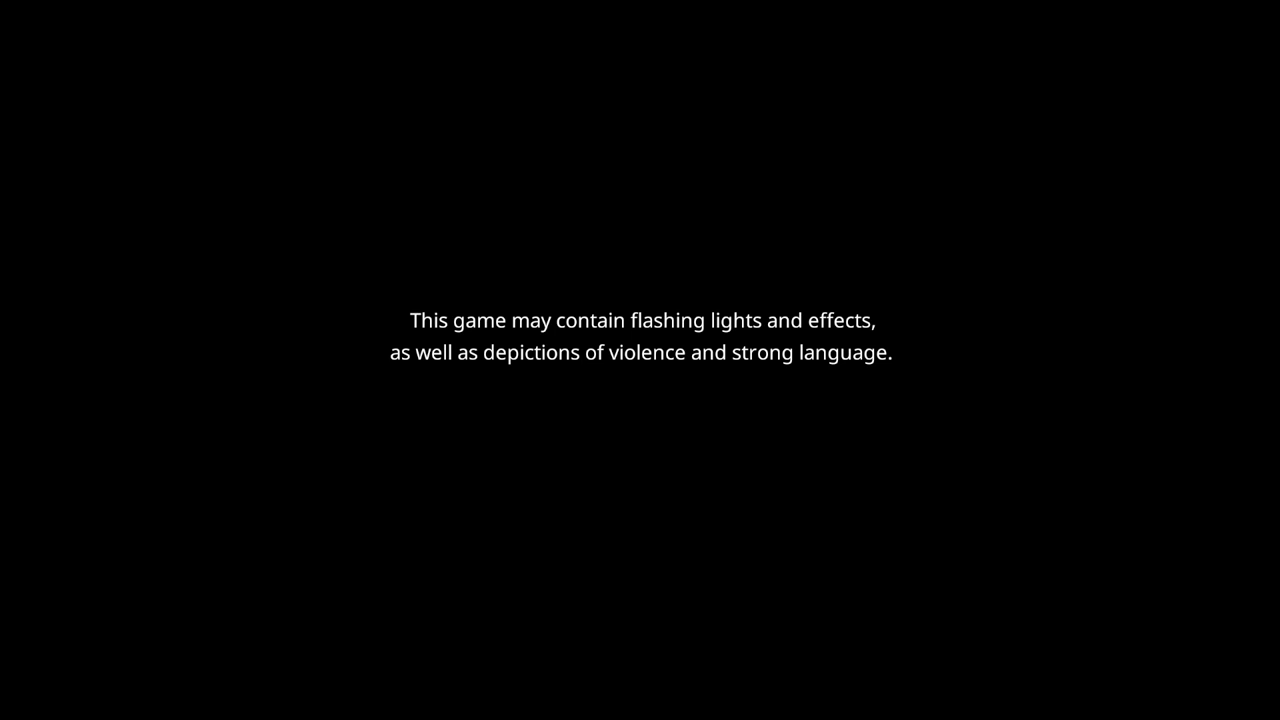 This game may contain flashing lights and effects,
as well as depictions of violence and strong language.